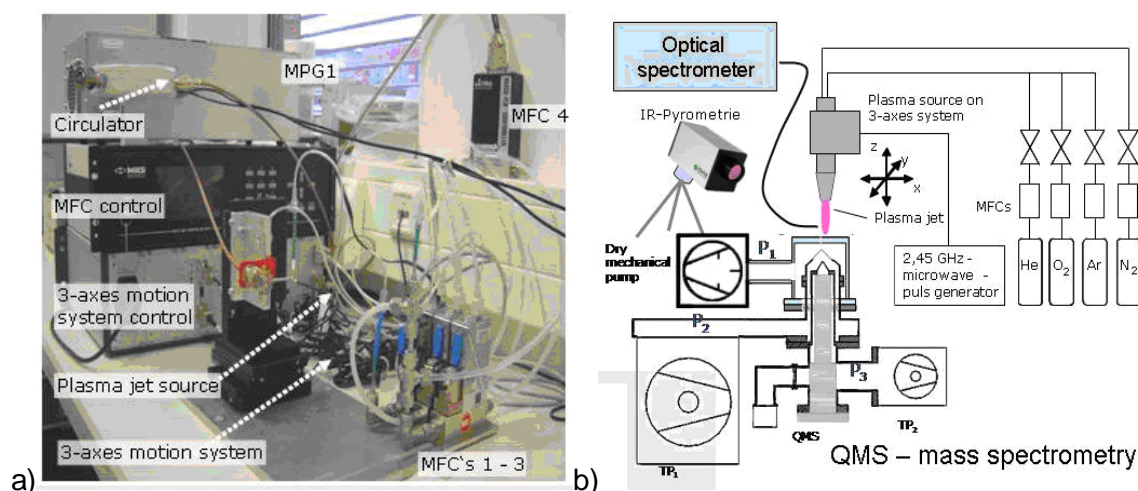 MPG1
MFC 4
Circulator
MKS
MFC control
3-axes motion
system control
Plasma jet source
3-axes motion system
MFC's 1 - 3
a)
Optical
spectrometer
IR-Pyrometrie
Plasma source on
3-axes system
z
y
x
Plasma jet
MFCs
Dry
mechanical
pump
P1
2,45 GHz-
microwave -
puls generator
He
O2
Ar
N2
P2
P3
QMS
TP1
TP2
QMS – mass spectrometry
b)